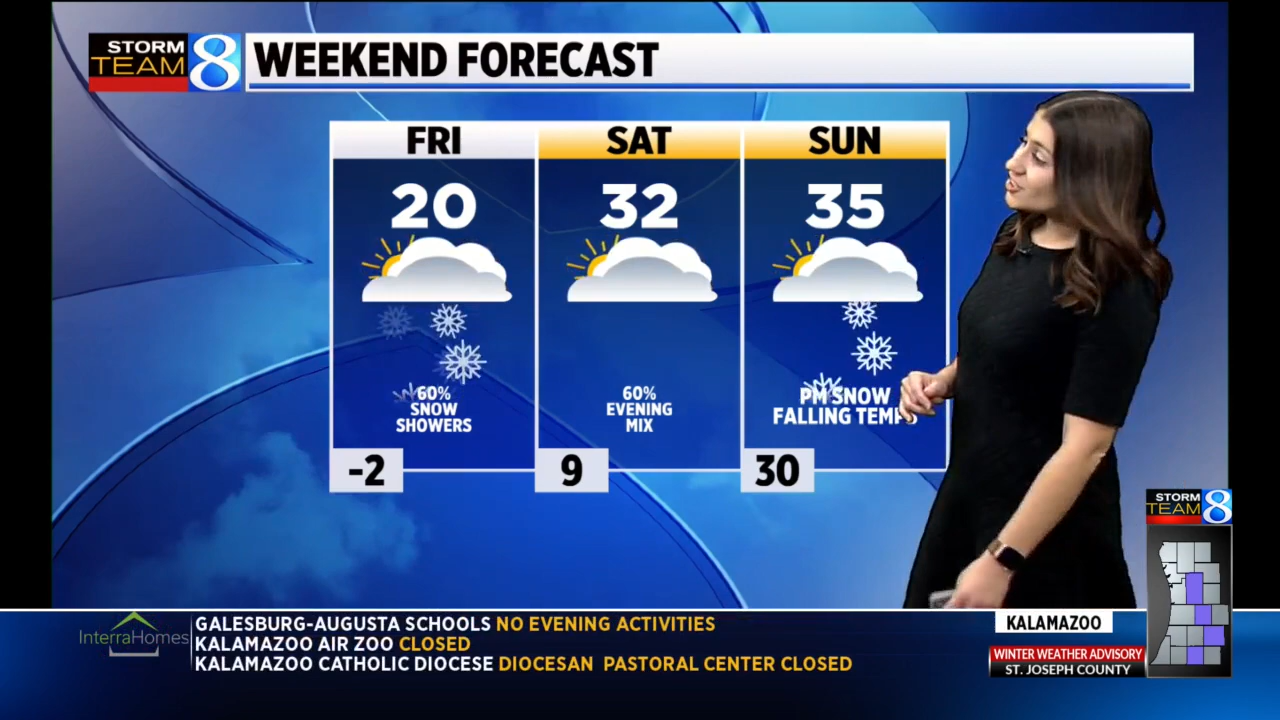 STORM
TEAM 8
WEEKEND FORECAST
FRI
20
60%
SNOW
SHOWERS
-2
SAT
32
60%
EVENING
MIX
9
SUN
35
PM SNOW
FALLING TEMPS
30
STORM
TEAM 8
InterraHomes
GALESBURG-AUGUSTA SCHOOLS NO EVENING ACTIVITIES
KALAMAZOO AIR ZOO CLOSED
KALAMAZOO CATHOLIC DIOCESE DIOCESAN PASTORAL CENTER CLOSED
KALAMAZOO
WINTER WEATHER ADVISORY
ST. JOSEPH COUNTY